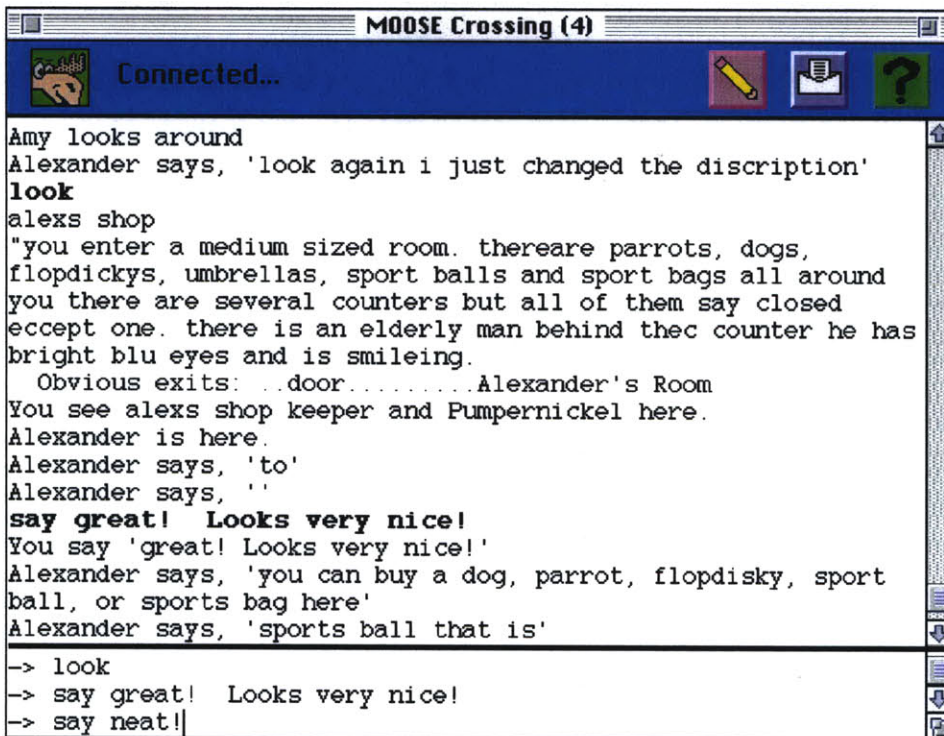 MOOSE Crossing (4)
Connected...
Amy looks around
Alexander says, 'look again i just changed the discription'
look
alexs shop
"you enter a medium sized room. thereare parrots, dogs,
flopdickys, umbrellas, sport balls and sport bags all around
you there are several counters but all of them say closed
eccept one. there is an elderly man behind thec counter he has
bright blu eyes and is smileing.
  Obvious exits: ..door.........Alexander's Room
You see alexs shop keeper and Pumpernickel here.
Alexander is here.
Alexander says, 'to'
Alexander says, ''
say great!  Looks very nice!
You say 'great! Looks very nice!'
Alexander says, 'you can buy a dog, parrot, flopdisky, sport
ball, or sports bag here'
Alexander says, 'sports ball that is'
-> look
-> say great!  Looks very nice!
-> say neat!